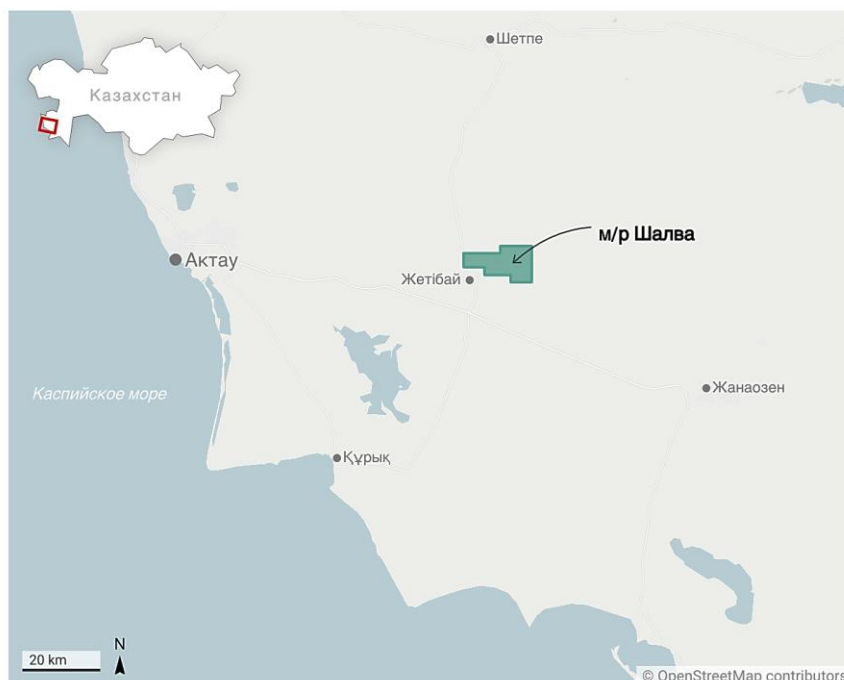 Шетпе
Казахстан
м/р Шалва
Актау
Жетібай
Каспийское море
Жанаозен
Құрық
20 km
N
© OpenStreetMap contributors